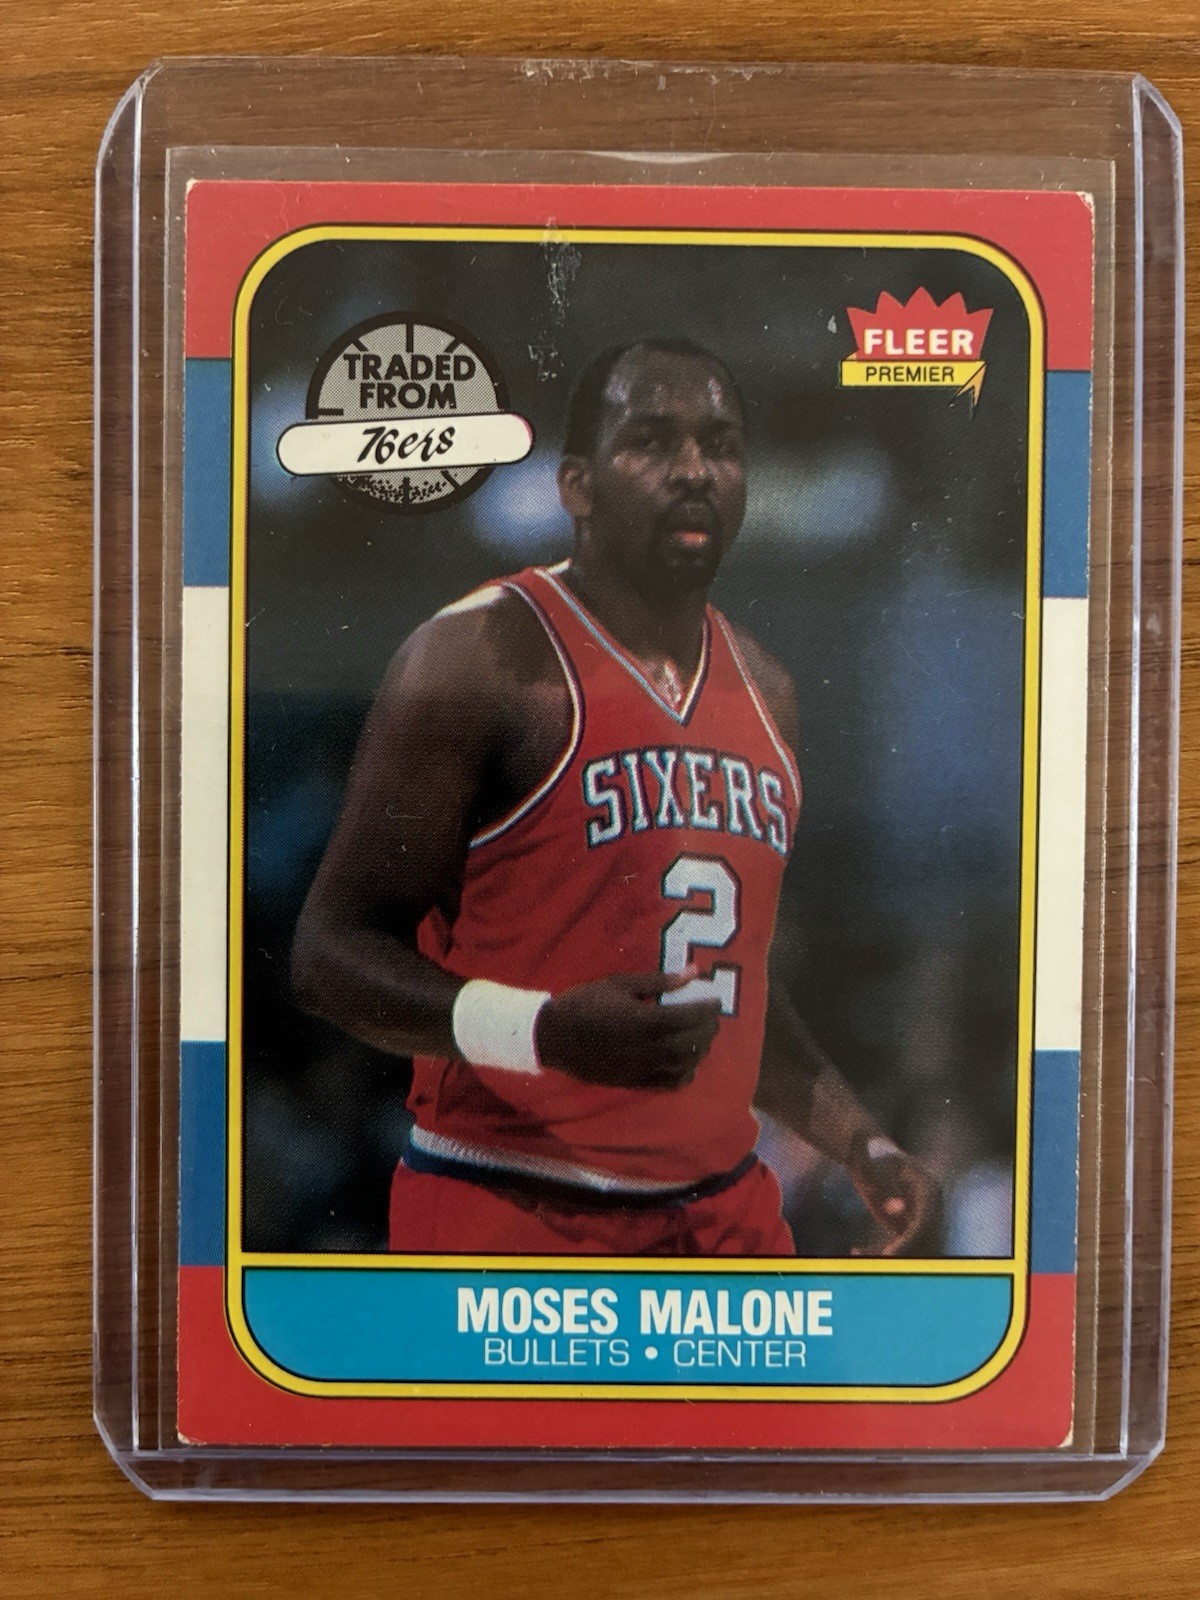 TRADED
FROM
76ers
FLEER
PREMIER
SIXERS
2
MOSES MALONE
BULLETS • CENTER